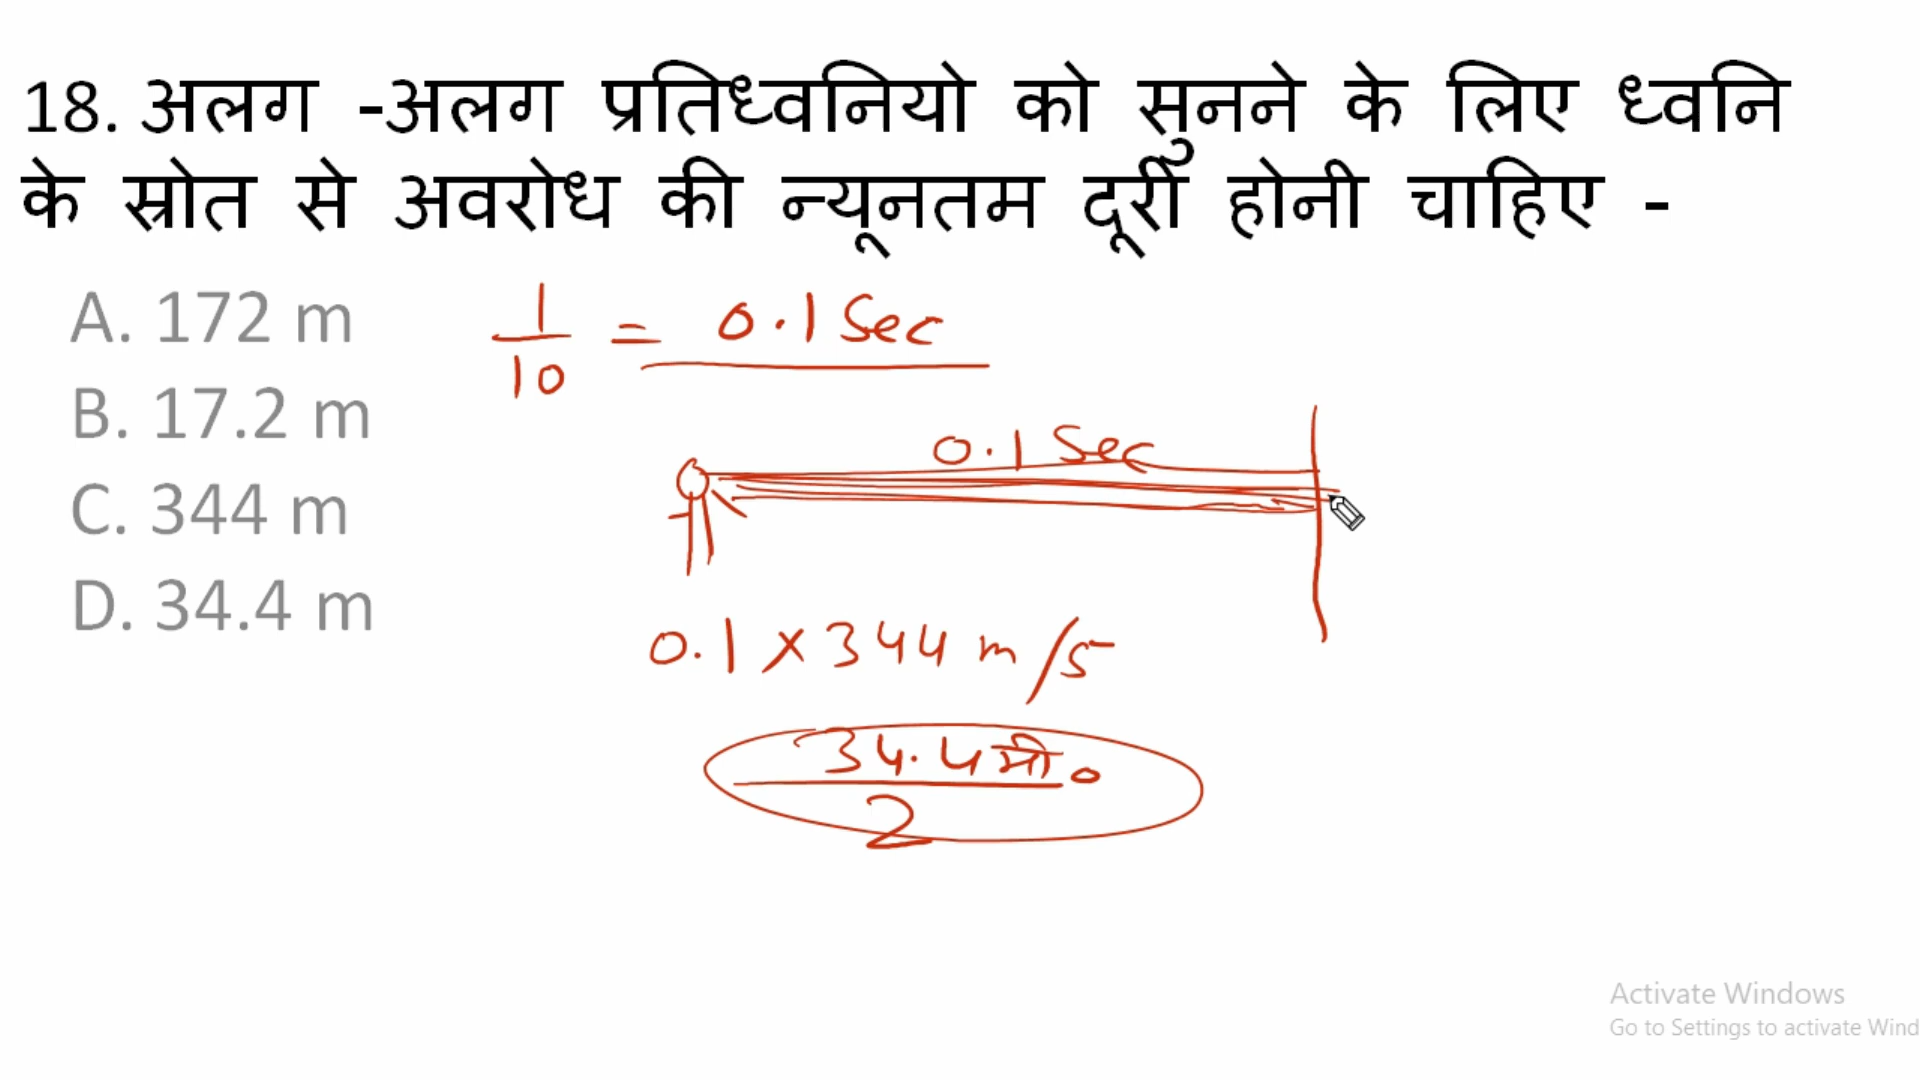 18. अलग -अलग प्रतिध्वनियो को सुनने के लिए ध्वनि
के स्रोत से अवरोध की न्यूनतम दूरी होनी चाहिए -
A. 172 m
B. 17.2 m
C. 344 m
D. 34.4 m
1/10 = 0.1 Sec
0.1 Sec
0.1 x 344 m/s
34.4 मी०
2
Activate Windows
Go to Settings to activate Wind